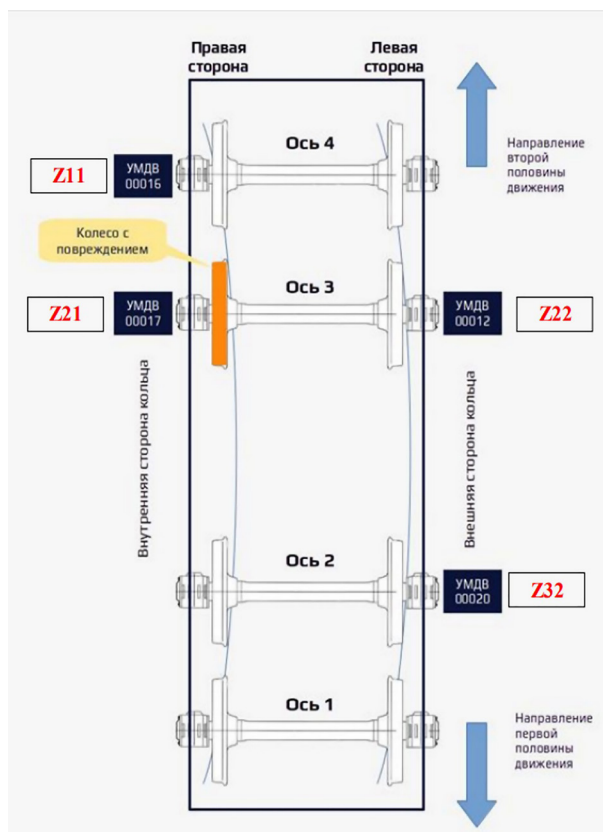 Правая
сторона
Левая
сторона
Ось 4
Направление
второй
половины
движения
Z11
УМДВ
00016
Колесо с
повреждением
Ось 3
Z21
УМДВ
00017
УМДВ
00012
Z22
Внутренняя сторона кольца
Внешняя сторона кольца
Ось 2
УМДВ
00020
Z32
Ось 1
Направление
первой
половины
движения